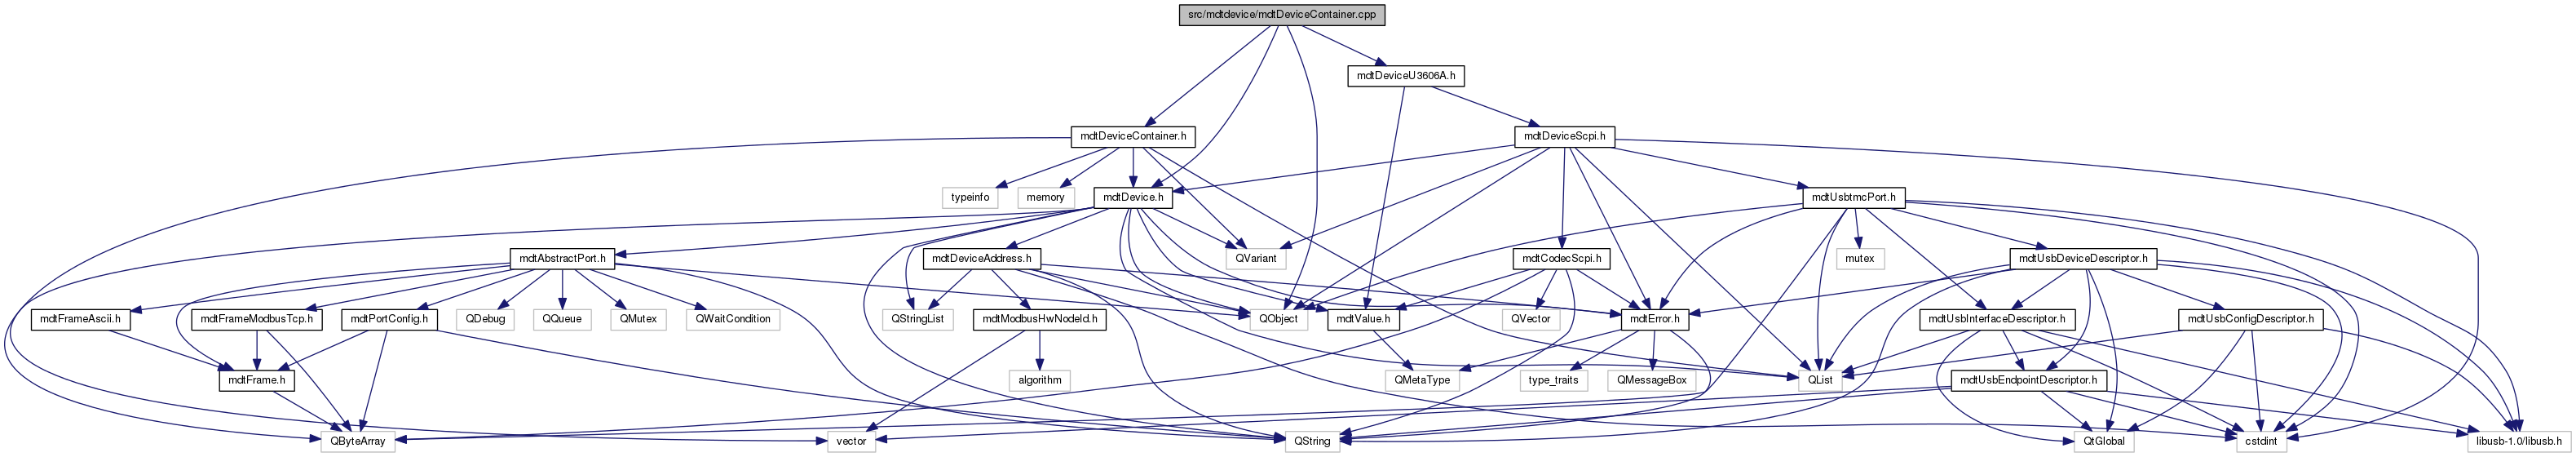 src/mdtdevice/mdtDeviceContainer.cpp
mdtDeviceU3606A.h
mdtDeviceContainer.h
mdtDeviceScpi.h
typeinfo
memory
mdtDevice.h
mdtUsbtmcPort.h
mdtAbstractPort.h
mdtDeviceAddress.h
QVariant
mdtCodecScpi.h
mutex
mdtUsbDeviceDescriptor.h
mdtFrameAscii.h
mdtFrameModbusTcp.h
mdtPortConfig.h
QDebug
QQueue
QMutex
QWaitCondition
QStringList
mdtModbusHwNodeId.h
QObject
mdtValue.h
QVector
mdtError.h
mdtUsbInterfaceDescriptor.h
mdtUsbConfigDescriptor.h
mdtFrame.h
algorithm
QMetaType
type_traits
QMessageBox
QList
mdtUsbEndpointDescriptor.h
QByteArray
vector
QString
QtGlobal
cstdint
libusb-1.0/libusb.h